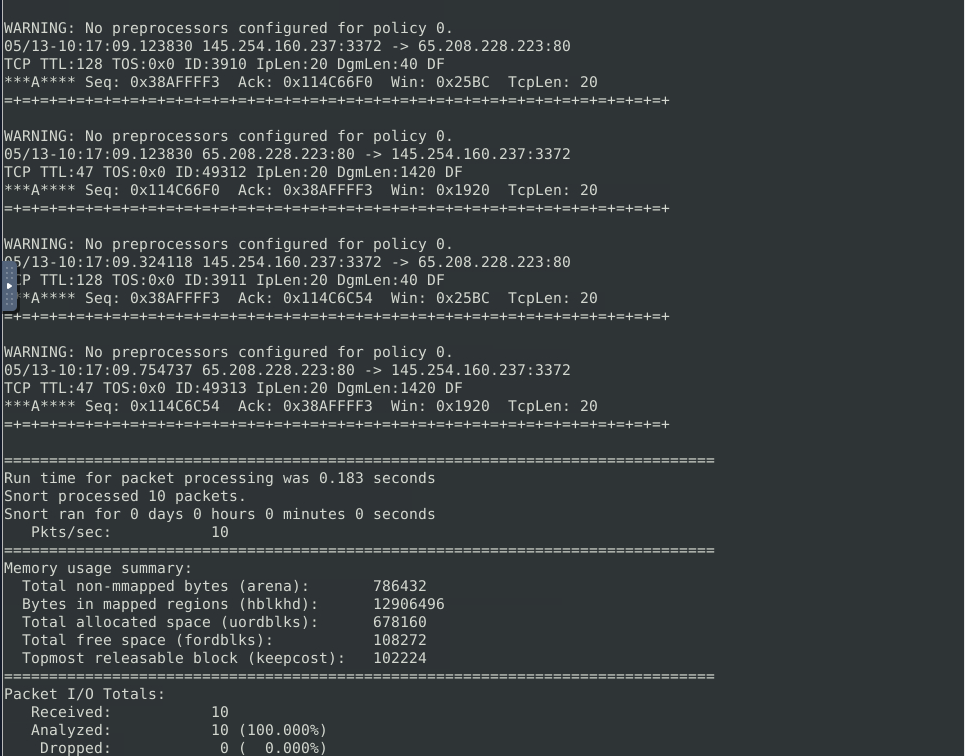 WARNING: No preprocessors configured for policy 0.
05/13-10:17:09.123830 145.254.160.237:3372 -> 65.208.228.223:80
TCP TTL:128 TOS:0x0 ID:3910 IpLen:20 DgmLen:40 DF
***A**** Seq: 0x38AFFFF3  Ack: 0x114C66F0  Win: 0x25BC  TcpLen: 20
=+=+=+=+=+=+=+=+=+=+=+=+=+=+=+=+=+=+=+=+=+=+=+=+=+=+=+=+=+=+=+=+=+=+=+=+=+

WARNING: No preprocessors configured for policy 0.
05/13-10:17:09.123830 65.208.228.223:80 -> 145.254.160.237:3372
TCP TTL:47 TOS:0x0 ID:49312 IpLen:20 DgmLen:1420 DF
***A**** Seq: 0x114C66F0  Ack: 0x38AFFFF3  Win: 0x1920  TcpLen: 20
=+=+=+=+=+=+=+=+=+=+=+=+=+=+=+=+=+=+=+=+=+=+=+=+=+=+=+=+=+=+=+=+=+=+=+=+=+

WARNING: No preprocessors configured for policy 0.
05/13-10:17:09.324118 145.254.160.237:3372 -> 65.208.228.223:80
CP TTL:128 TOS:0x0 ID:3911 IpLen:20 DgmLen:40 DF
*A**** Seq: 0x38AFFFF3  Ack: 0x114C6C54  Win: 0x25BC  TcpLen: 20
=+=+=+=+=+=+=+=+=+=+=+=+=+=+=+=+=+=+=+=+=+=+=+=+=+=+=+=+=+=+=+=+=+=+=+=+=+

WARNING: No preprocessors configured for policy 0.
05/13-10:17:09.754737 65.208.228.223:80 -> 145.254.160.237:3372
TCP TTL:47 TOS:0x0 ID:49313 IpLen:20 DgmLen:1420 DF
***A**** Seq: 0x114C6C54  Ack: 0x38AFFFF3  Win: 0x1920  TcpLen: 20
=+=+=+=+=+=+=+=+=+=+=+=+=+=+=+=+=+=+=+=+=+=+=+=+=+=+=+=+=+=+=+=+=+=+=+=+=+

===============================================================================
Run time for packet processing was 0.183 seconds
Snort processed 10 packets.
Snort ran for 0 days 0 hours 0 minutes 0 seconds
   Pkts/sec:           10
===============================================================================
Memory usage summary:
  Total non-mmapped bytes (arena):       786432
  Bytes in mapped regions (hblkhd):      12906496
  Total allocated space (uordblks):      678160
  Total free space (fordblks):           108272
  Topmost releasable block (keepcost):   102224
===============================================================================
Packet I/O Totals:
   Received:           10
   Analyzed:           10 (100.000%)
    Dropped:            0 (  0.000%)